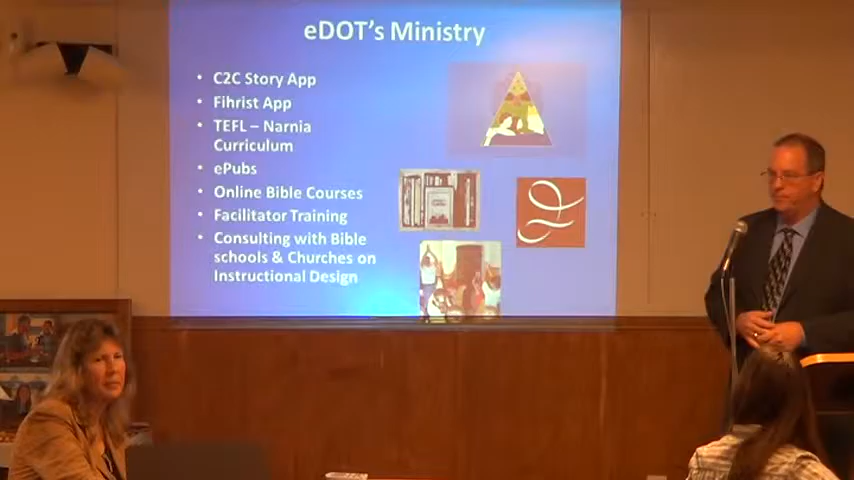 eDOT's Ministry
• C2C Story App
• Fihrist App
• TEFL – Narnia
Curriculum
• ePubs
• Online Bible Courses
• Facilitator Training
• Consulting with Bible
schools & Churches on
Instructional Design